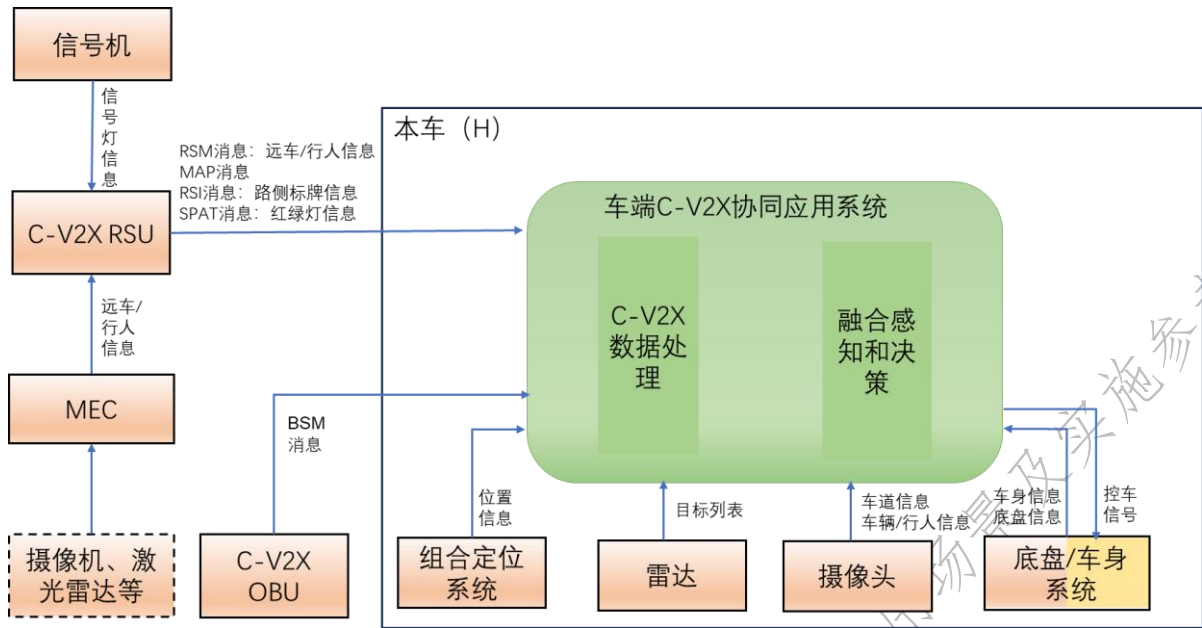 信号机
信
号
灯
信
息
本车（H）
RSM消息：远车/行人信息
MAP消息
RSI消息：路侧标牌信息
SPAT消息：红绿灯信息
C-V2X RSU
车端C-V2X协同应用系统
C-V2X
数据处
理
融合感
知和决
策
远车/
行人
信息
MEC
BSM
消息
位置
信息
目标列表
车道信息
车辆/行人信息
车身信息
底盘信息
控车
信号
摄像机、激
光雷达等
C-V2X
OBU
组合定位
系统
雷达
摄像头
底盘/车身
系统
场景及实施参